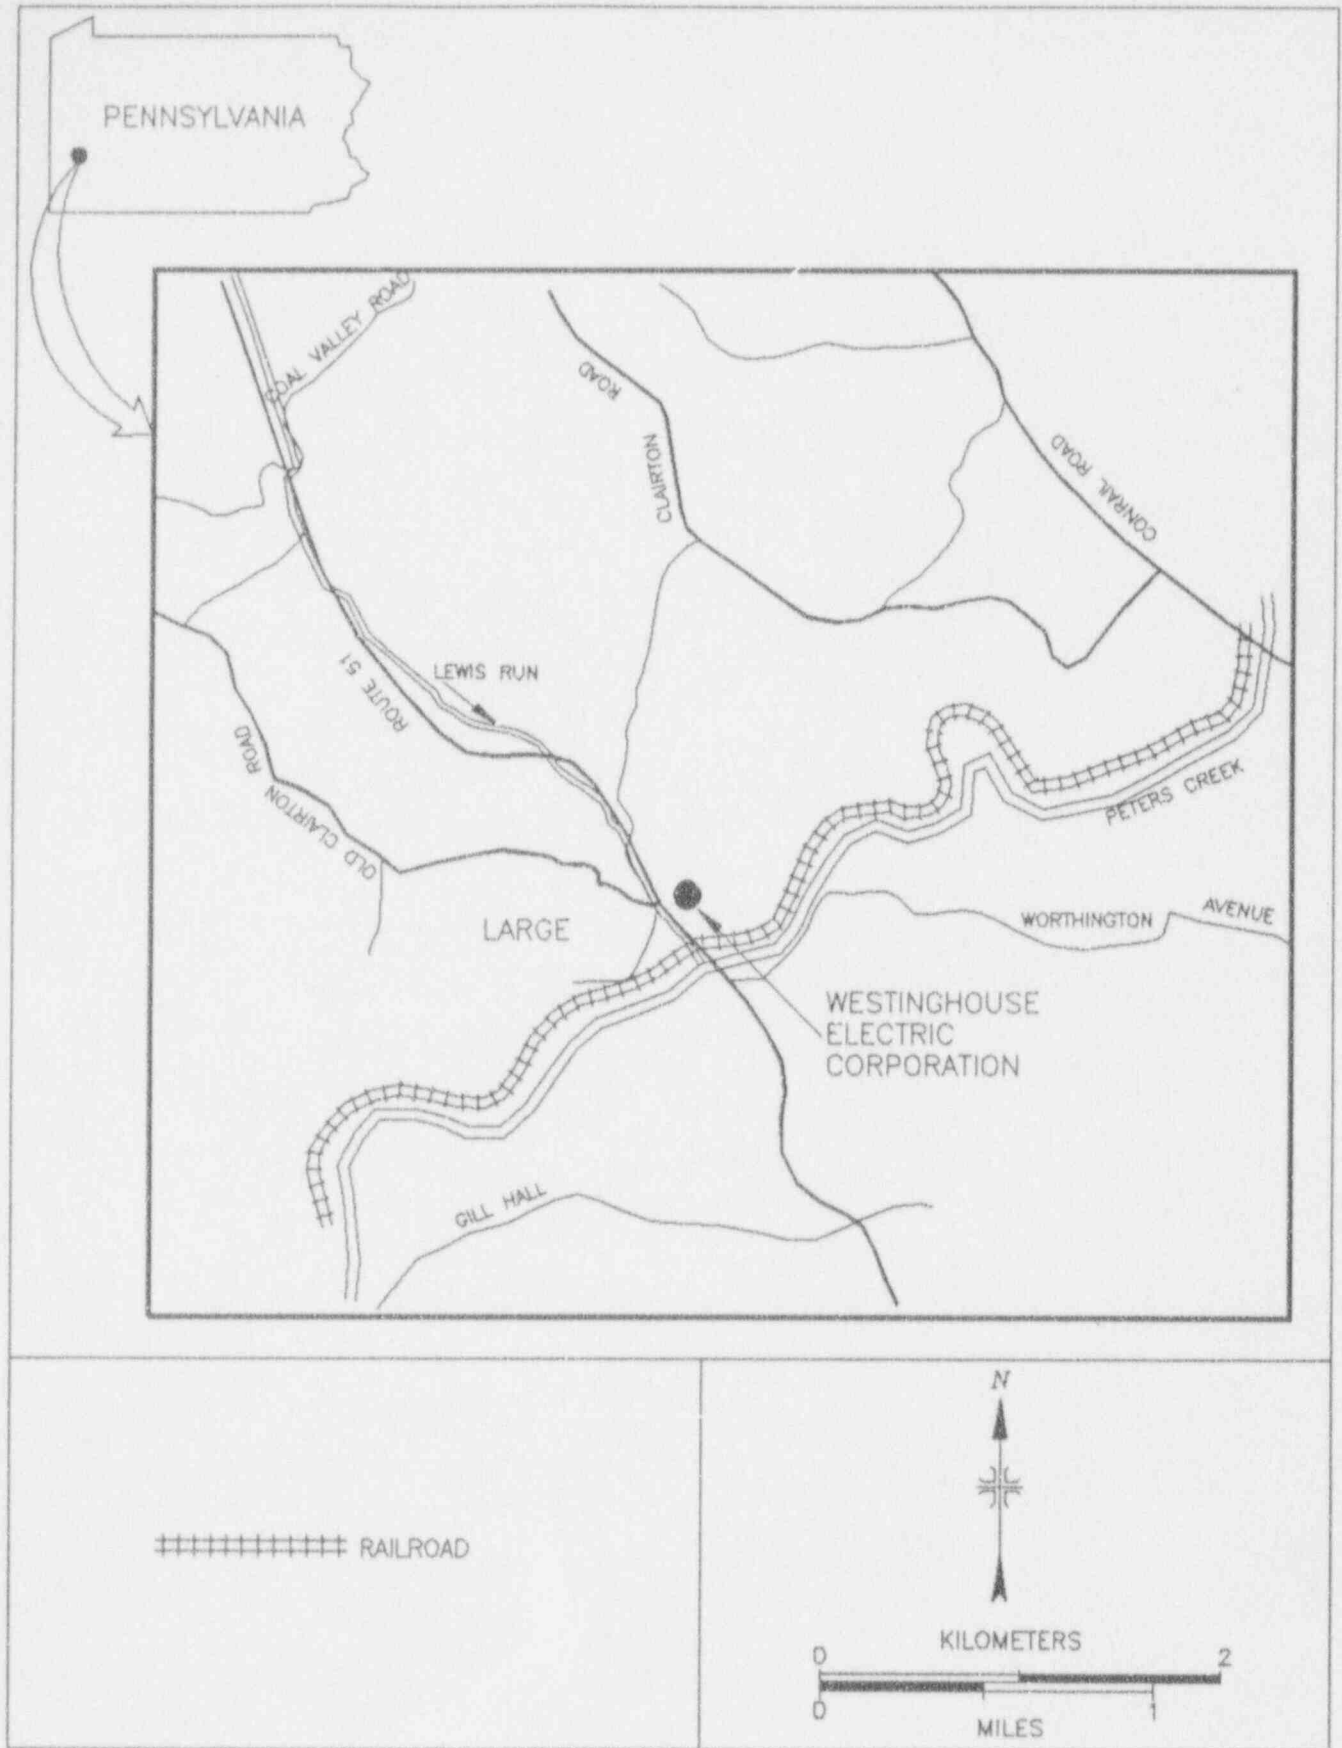 PENNSYLVANIA
COAL VALLEY ROAD
ROAD
CLAIRTON
CONRAIL ROAD
LEWIS RUN
ROUTE 51
ROAD
OLD CLAIRTON
PETERS CREEK
LARGE
WORTHINGTON AVENUE
WESTINGHOUSE
ELECTRIC
CORPORATION
GILL HALL
RAILROAD
N
KILOMETERS
0 2
0 1
MILES